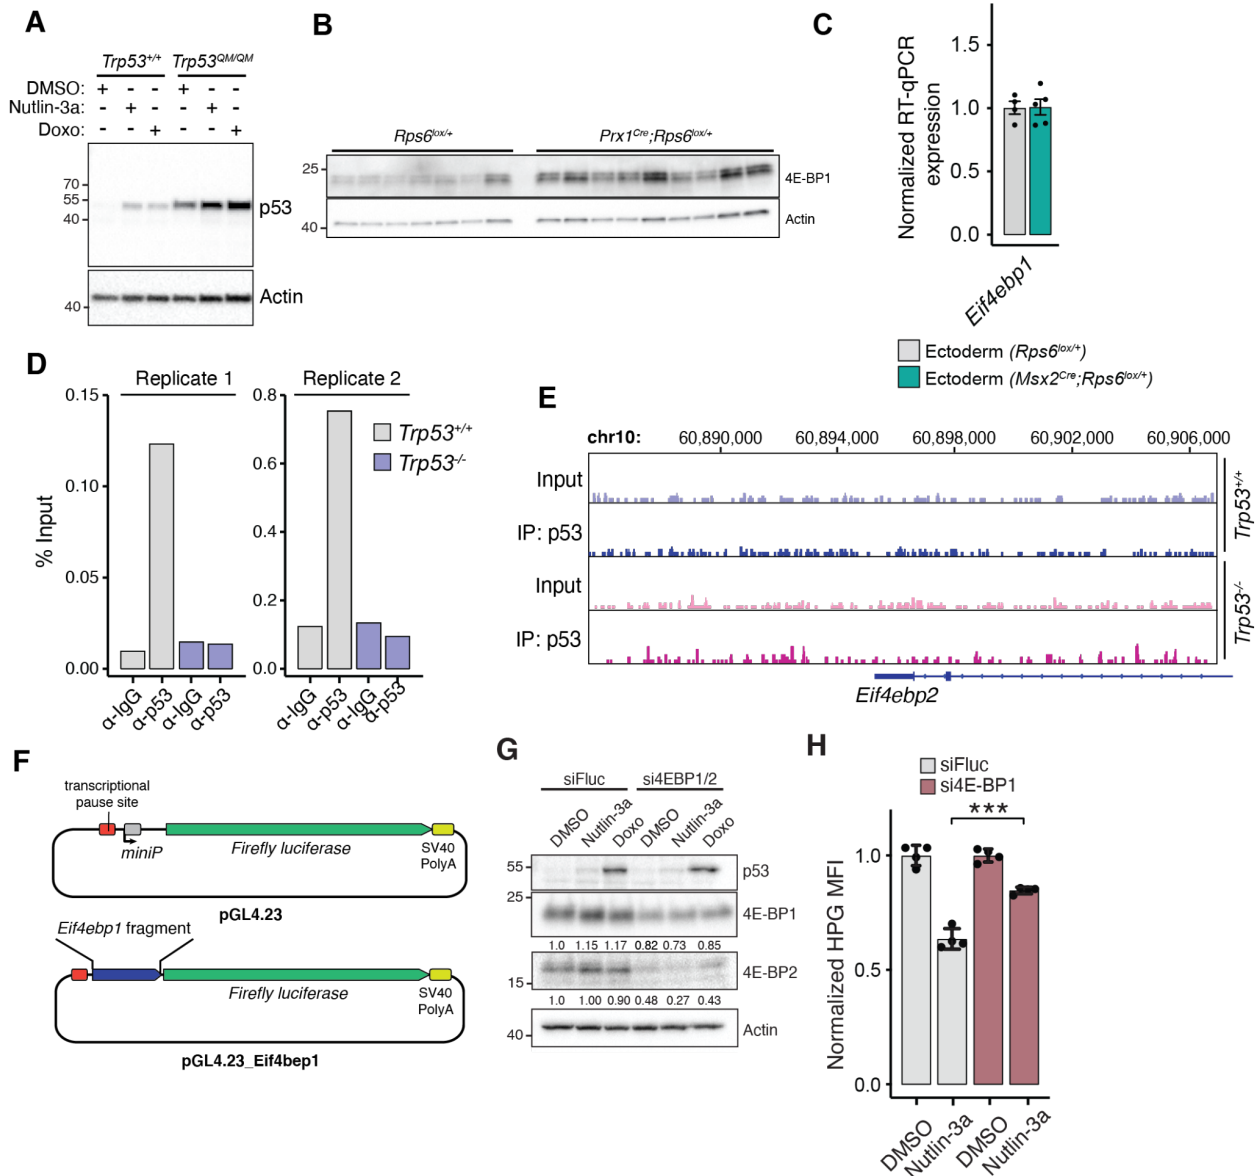 A
Trp53+/+ Trp53QM/QM
DMSO: + - - + - -
Nutlin-3a: - + - - + -
Doxo: - - + - - +
70
55
40
p53
40
Actin
B
Rps6lox/+ Prx1Cre;Rps6lox/+
25
4E-BP1
40
Actin
C
Normalized RT-qPCR
expression
1.5
1.0
0.5
0.0
Eif4ebp1
Ectoderm (Rps6lox/+)
Ectoderm (Msx2Cre;Rps6lox/+)
D
Replicate 1
Replicate 2
% Input
0.15
0.10
0.05
0.00
0.8
0.6
0.4
0.2
0.0
α-IgG α-p53 α-IgG α-p53
α-IgG α-p53 α-IgG α-p53
Trp53+/+
Trp53-/-
E
chr10: 60,890,000 60,894,000 60,898,000 60,902,000 60,906,000
Input
IP: p53
Input
IP: p53
Trp53+/+
Trp53-/-
Eif4ebp2
F
transcriptional
pause site
miniP
Firefly luciferase
SV40
PolyA
pGL4.23
Eif4ebp1 fragment
Firefly luciferase
SV40
PolyA
pGL4.23_Eif4bep1
G
siFluc si4EBP1/2
DMSO Nutlin-3a Doxo DMSO Nutlin-3a Doxo
55
p53
25
4E-BP1
1.0 1.15 1.17 0.82 0.73 0.85
4E-BP2
15
1.0 1.00 0.90 0.48 0.27 0.43
40
Actin
H
siFluc
si4E-BP1
***
Normalized HPG MFI
1.0
0.5
0.0
DMSO Nutlin-3a DMSO Nutlin-3a